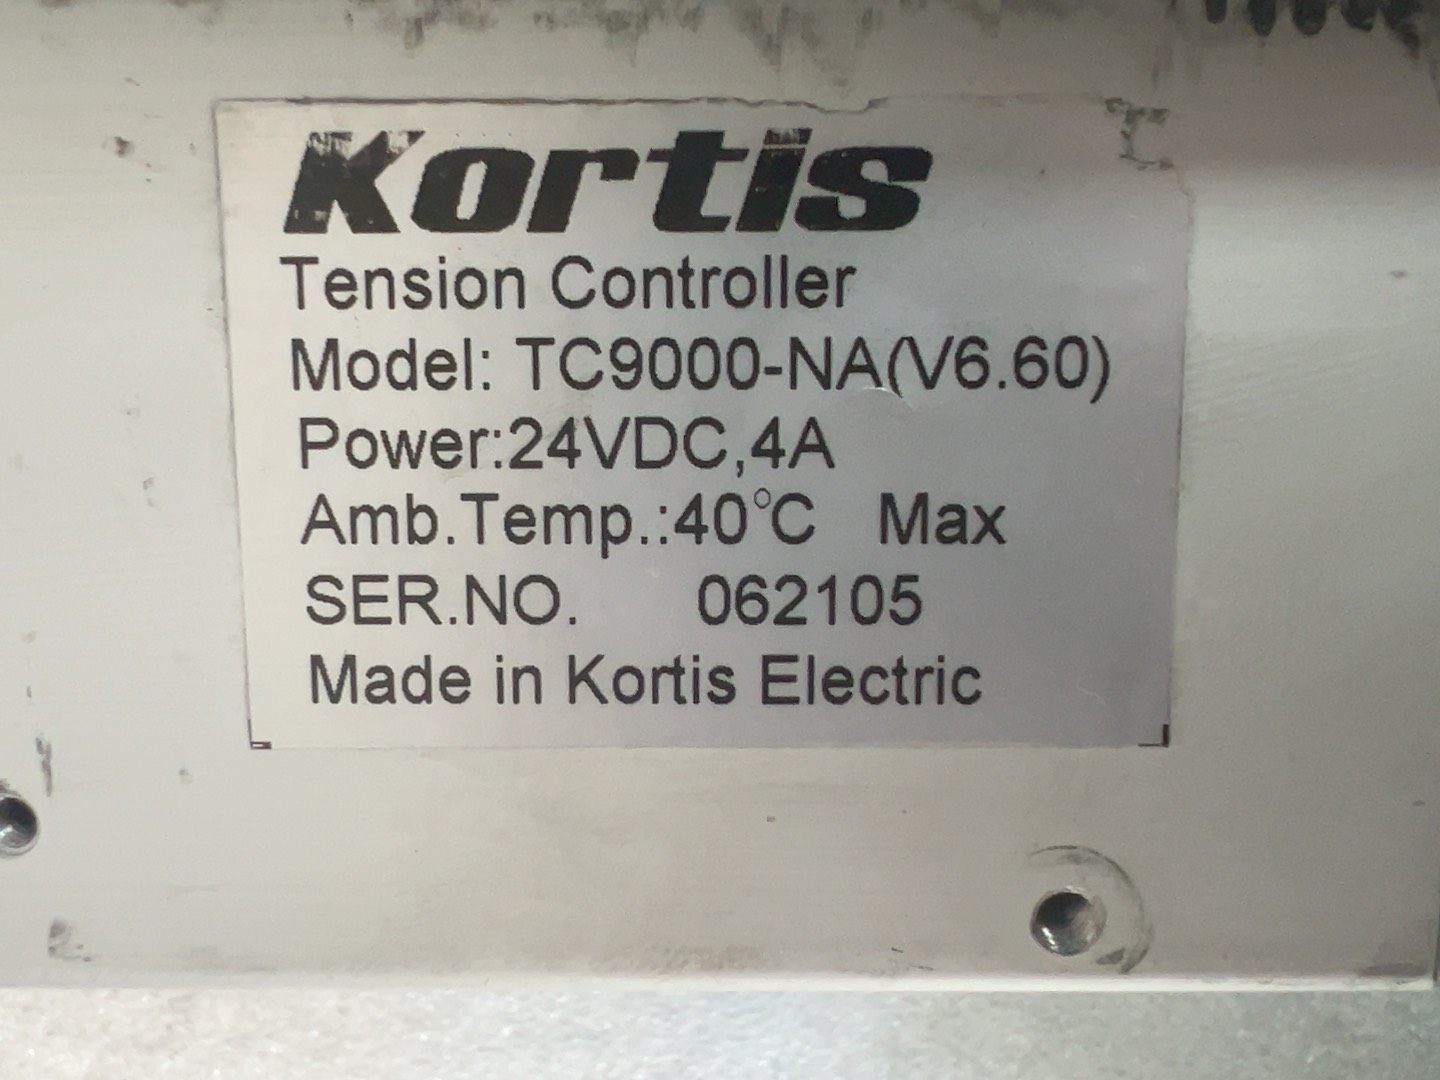 Kortis
Tension Controller
Model: TC9000-NA(V6.60)
Power:24VDC,4A
Amb.Temp.:40°C Max
SER.NO. 062105
Made in Kortis Electric